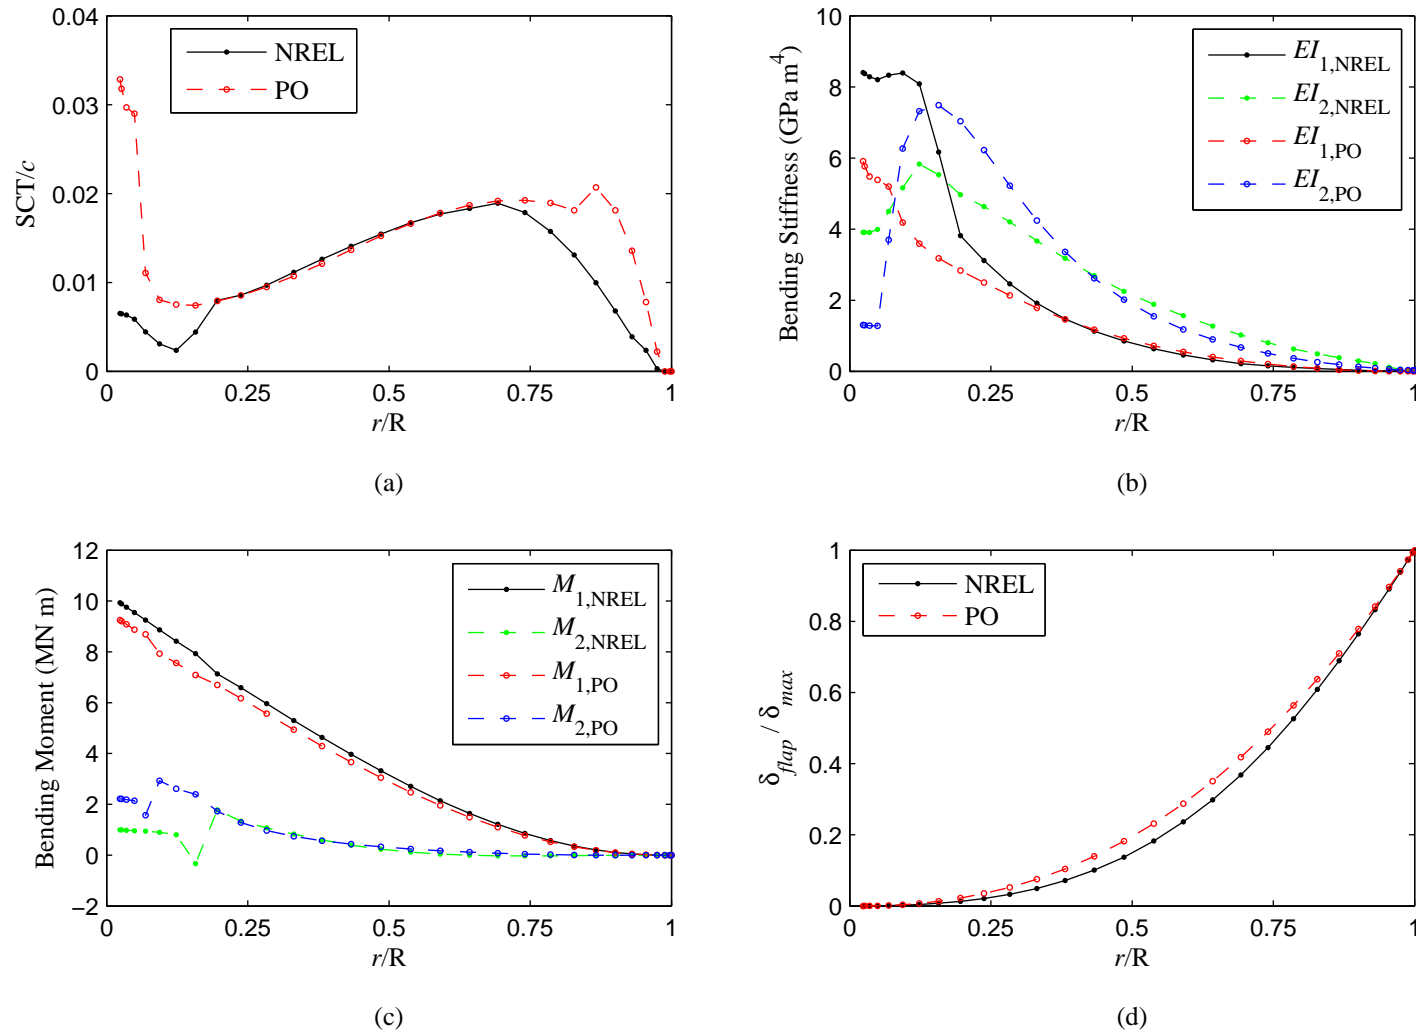 0.04
0.03
0.02
0.01
0
SCT/c
NREL
PO
0 0.25 0.5 0.75 1
r/R
(a)
10
8
6
4
2
0
Bending Stiffness (GPa m⁴)
EI₁,NREL
EI₂,NREL
EI₁,PO
EI₂,PO
0 0.25 0.5 0.75 1
r/R
(b)
12
10
8
6
4
2
0
−2
Bending Moment (MN m)
M₁,NREL
M₂,NREL
M₁,PO
M₂,PO
0 0.25 0.5 0.75 1
r/R
(c)
1
0.8
0.6
0.4
0.2
0
δflap / δmax
NREL
PO
0 0.25 0.5 0.75 1
r/R
(d)